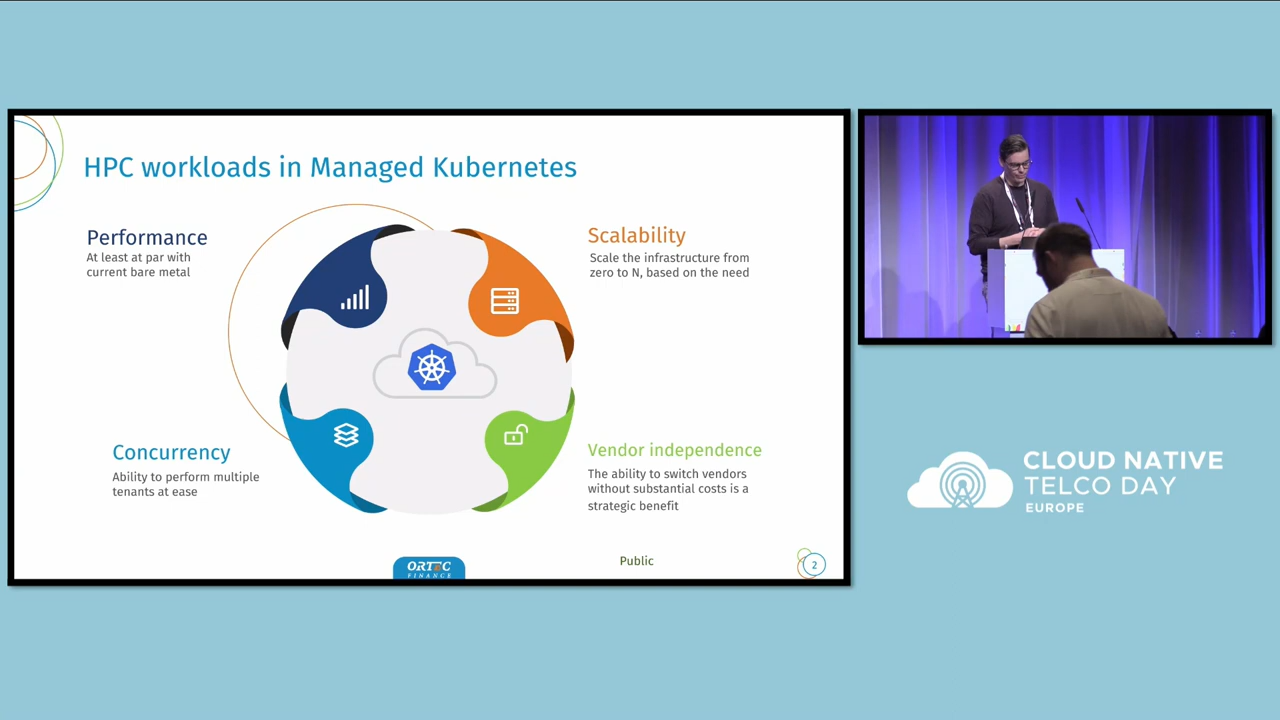 HPC workloads in Managed Kubernetes
Performance
At least at par with
current bare metal
Scalability
Scale the infrastructure from
zero to N, based on the need
Concurrency
Ability to perform multiple
tenants at ease
Vendor independence
The ability to switch vendors
without substantial costs is a
strategic benefit
ORTEC
FINANCE
Public
2
CLOUD NATIVE
TELCO DAY
EUROPE